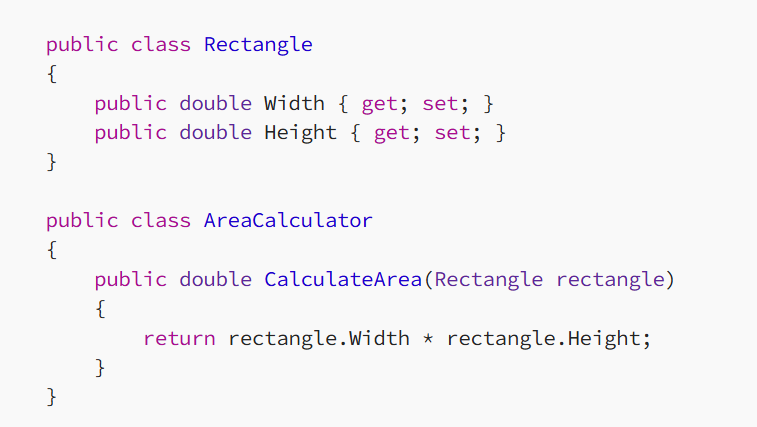 public class Rectangle
{
    public double Width { get; set; }
    public double Height { get; set; }
}

public class AreaCalculator
{
    public double CalculateArea(Rectangle rectangle)
    {
        return rectangle.Width * rectangle.Height;
    }
}